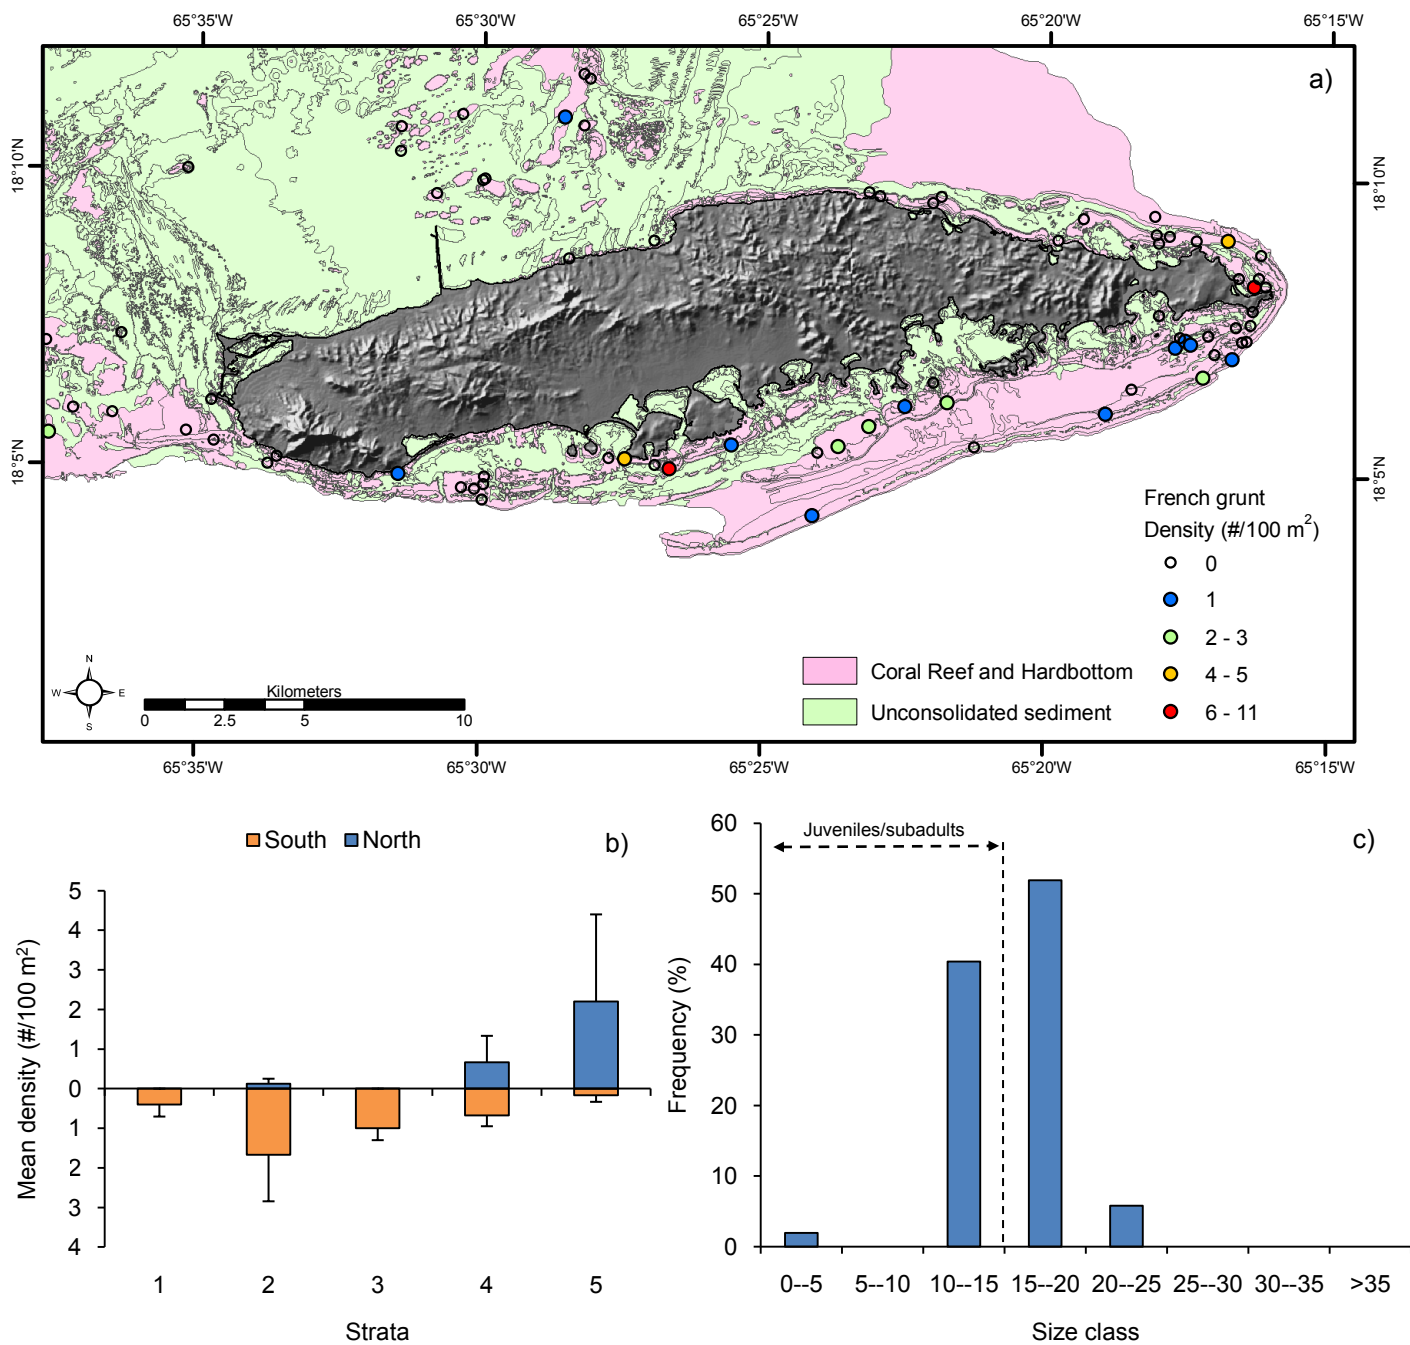 65°35'W 65°30'W 65°25'W 65°20'W 65°15'W
a)
18°10'N 18°10'N
18°5'N 18°5'N
French grunt
Density (#/100 m²)
0
1
2 - 3
4 - 5
6 - 11
Coral Reef and Hardbottom
Unconsolidated sediment
N
W E
S
Kilometers
0 2.5 5 10
65°35'W 65°30'W 65°25'W 65°20'W 65°15'W
South North
b)
Mean density (#/100 m²)
5
4
3
2
1
0
1
2
3
4
1 2 3 4 5
Strata
c)
Juveniles/subadults
Frequency (%)
60
50
40
30
20
10
0
0--5 5--10 10--15 15--20 20--25 25--30 30--35 >35
Size class